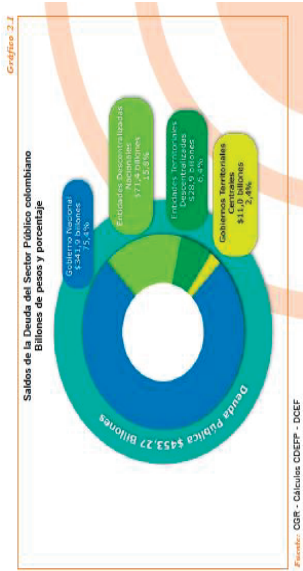 Gráfico 2.1
Saldos de la Deuda del Sector Público colombiano
Billones de pesos y porcentaje
Gobierno Nacional
$341,9 billones
75,4%
Entidades Descentralizadas
Nacionales
$71,4 billones
15,8%
Entidades Territoriales
Descentralizadas
$28,9 billones
6,4%
Gobiernos Territoriales
Centrales
$11,0 billones
2,4%
Deuda Pública $453,27 Billones
Fuente: CGR - Cálculos CDEFP - DCEF